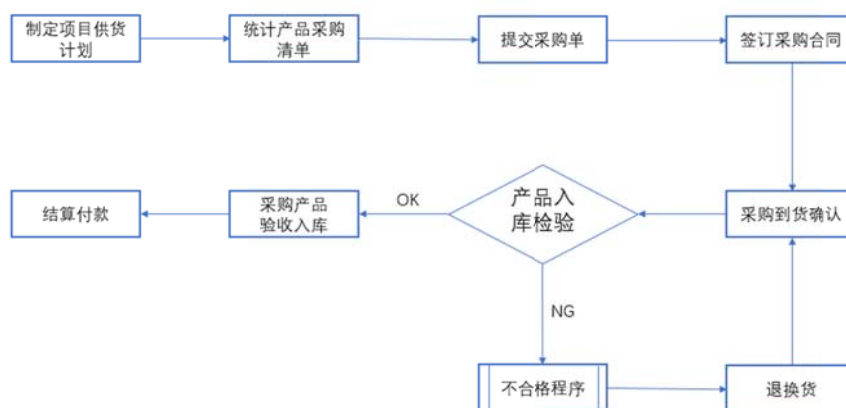 制定项目供货
计划
统计产品采购
清单
提交采购单
签订采购合同
结算付款
采购产品
验收入库
OK
产品入
库检验
采购到货确认
NG
不合格程序
退换货